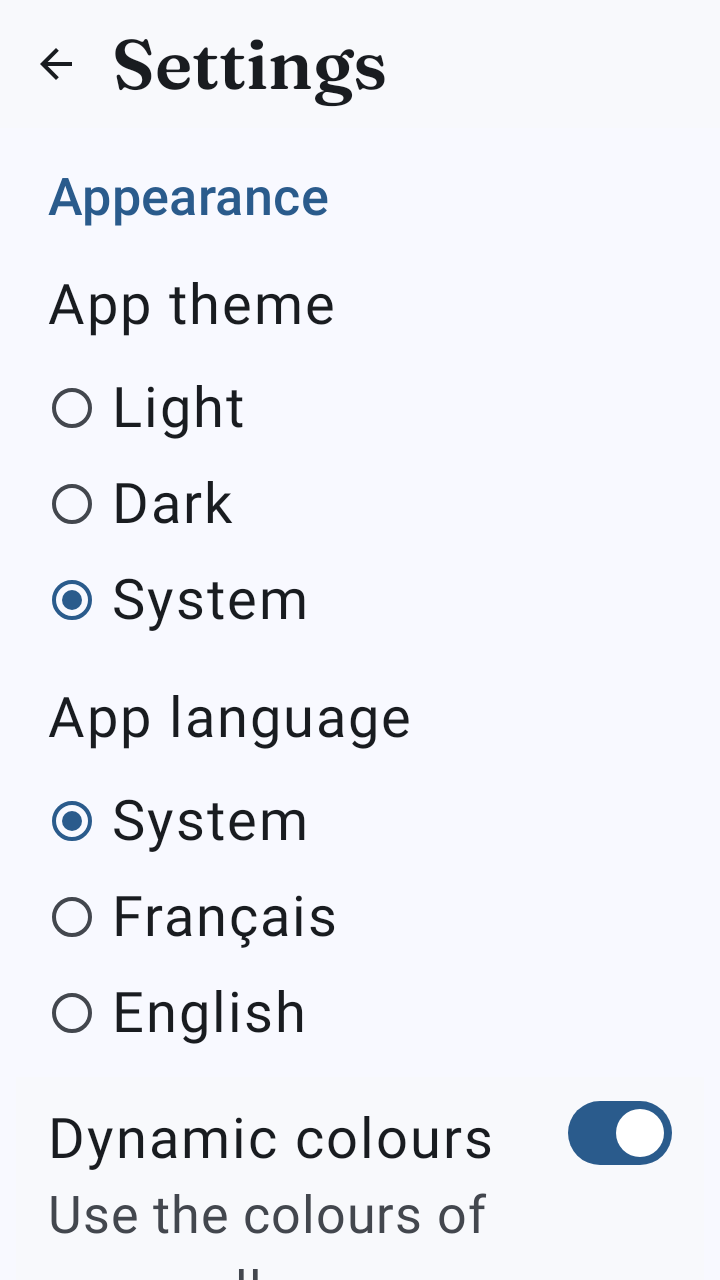 Settings
Appearance
App theme
Light
Dark
System
App language
System
Français
English
Dynamic colours
Use the colours of